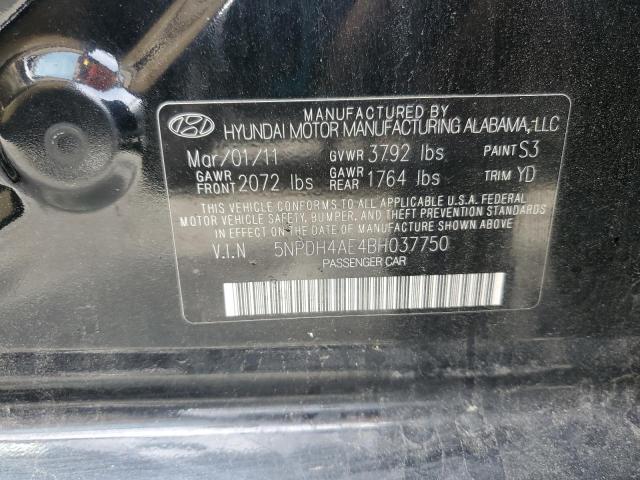 MANUFACTURED BY
HYUNDAI MOTOR MANUFACTURING ALABAMA, LLC
Mar/01/11 GVWR 3792 lbs PAINT S3
GAWR FRONT 2072 lbs GAWR REAR 1764 lbs TRIM YD
THIS VEHICLE CONFORMS TO ALL APPLICABLE U.S.A. FEDERAL
MOTOR VEHICLE SAFETY, BUMPER, AND THEFT PREVENTION STANDARDS
IN EFFECT ON THE DATE OF MANUFACTURE SHOWN ABOVE.
V.I.N 5NPDH4AE4BH037750
PASSENGER CAR